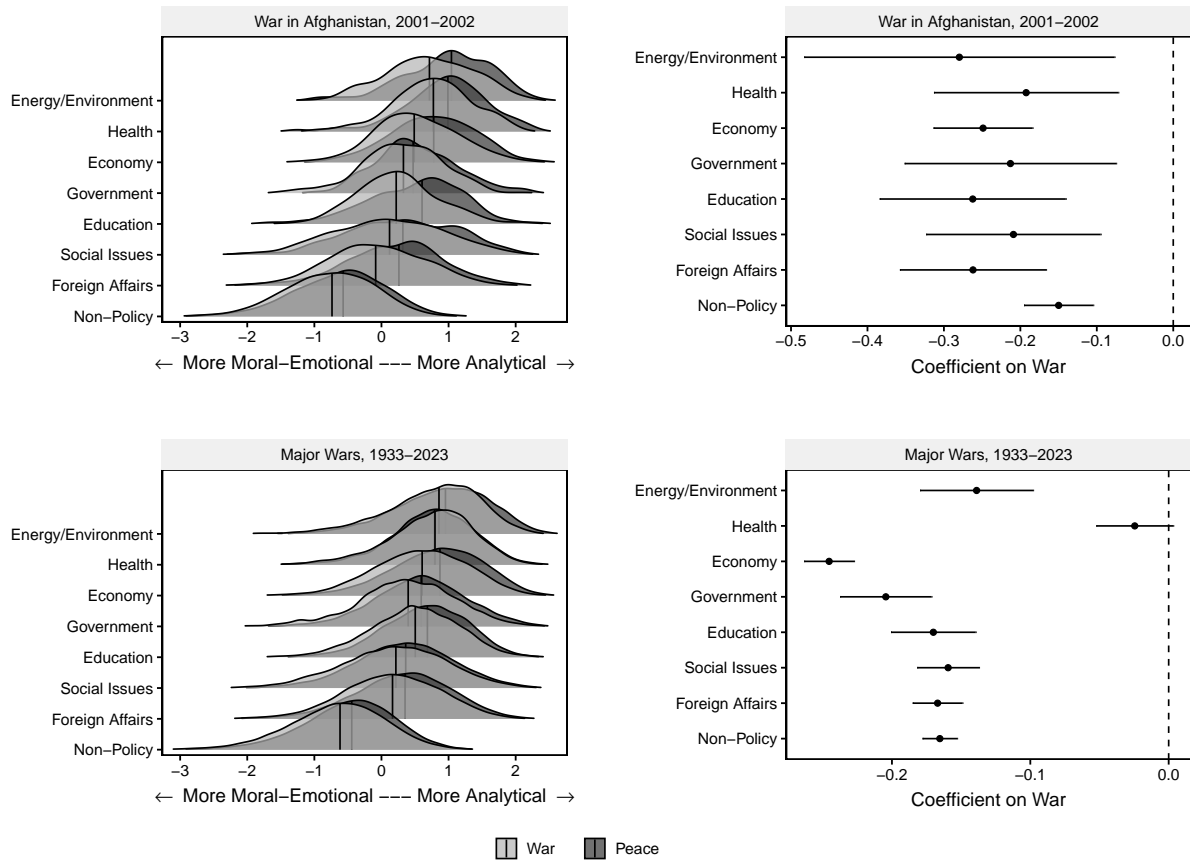 War in Afghanistan, 2001−2002
Energy/Environment
Health
Economy
Government
Education
Social Issues
Foreign Affairs
Non−Policy
−3 −2 −1 0 1 2
← More Moral−Emotional −−− More Analytical →
War in Afghanistan, 2001−2002
Energy/Environment
Health
Economy
Government
Education
Social Issues
Foreign Affairs
Non−Policy
−0.5 −0.4 −0.3 −0.2 −0.1 0.0
Coefficient on War
Major Wars, 1933−2023
Energy/Environment
Health
Economy
Government
Education
Social Issues
Foreign Affairs
Non−Policy
−3 −2 −1 0 1 2
← More Moral−Emotional −−− More Analytical →
Major Wars, 1933−2023
Energy/Environment
Health
Economy
Government
Education
Social Issues
Foreign Affairs
Non−Policy
−0.2 −0.1 0.0
Coefficient on War
War Peace